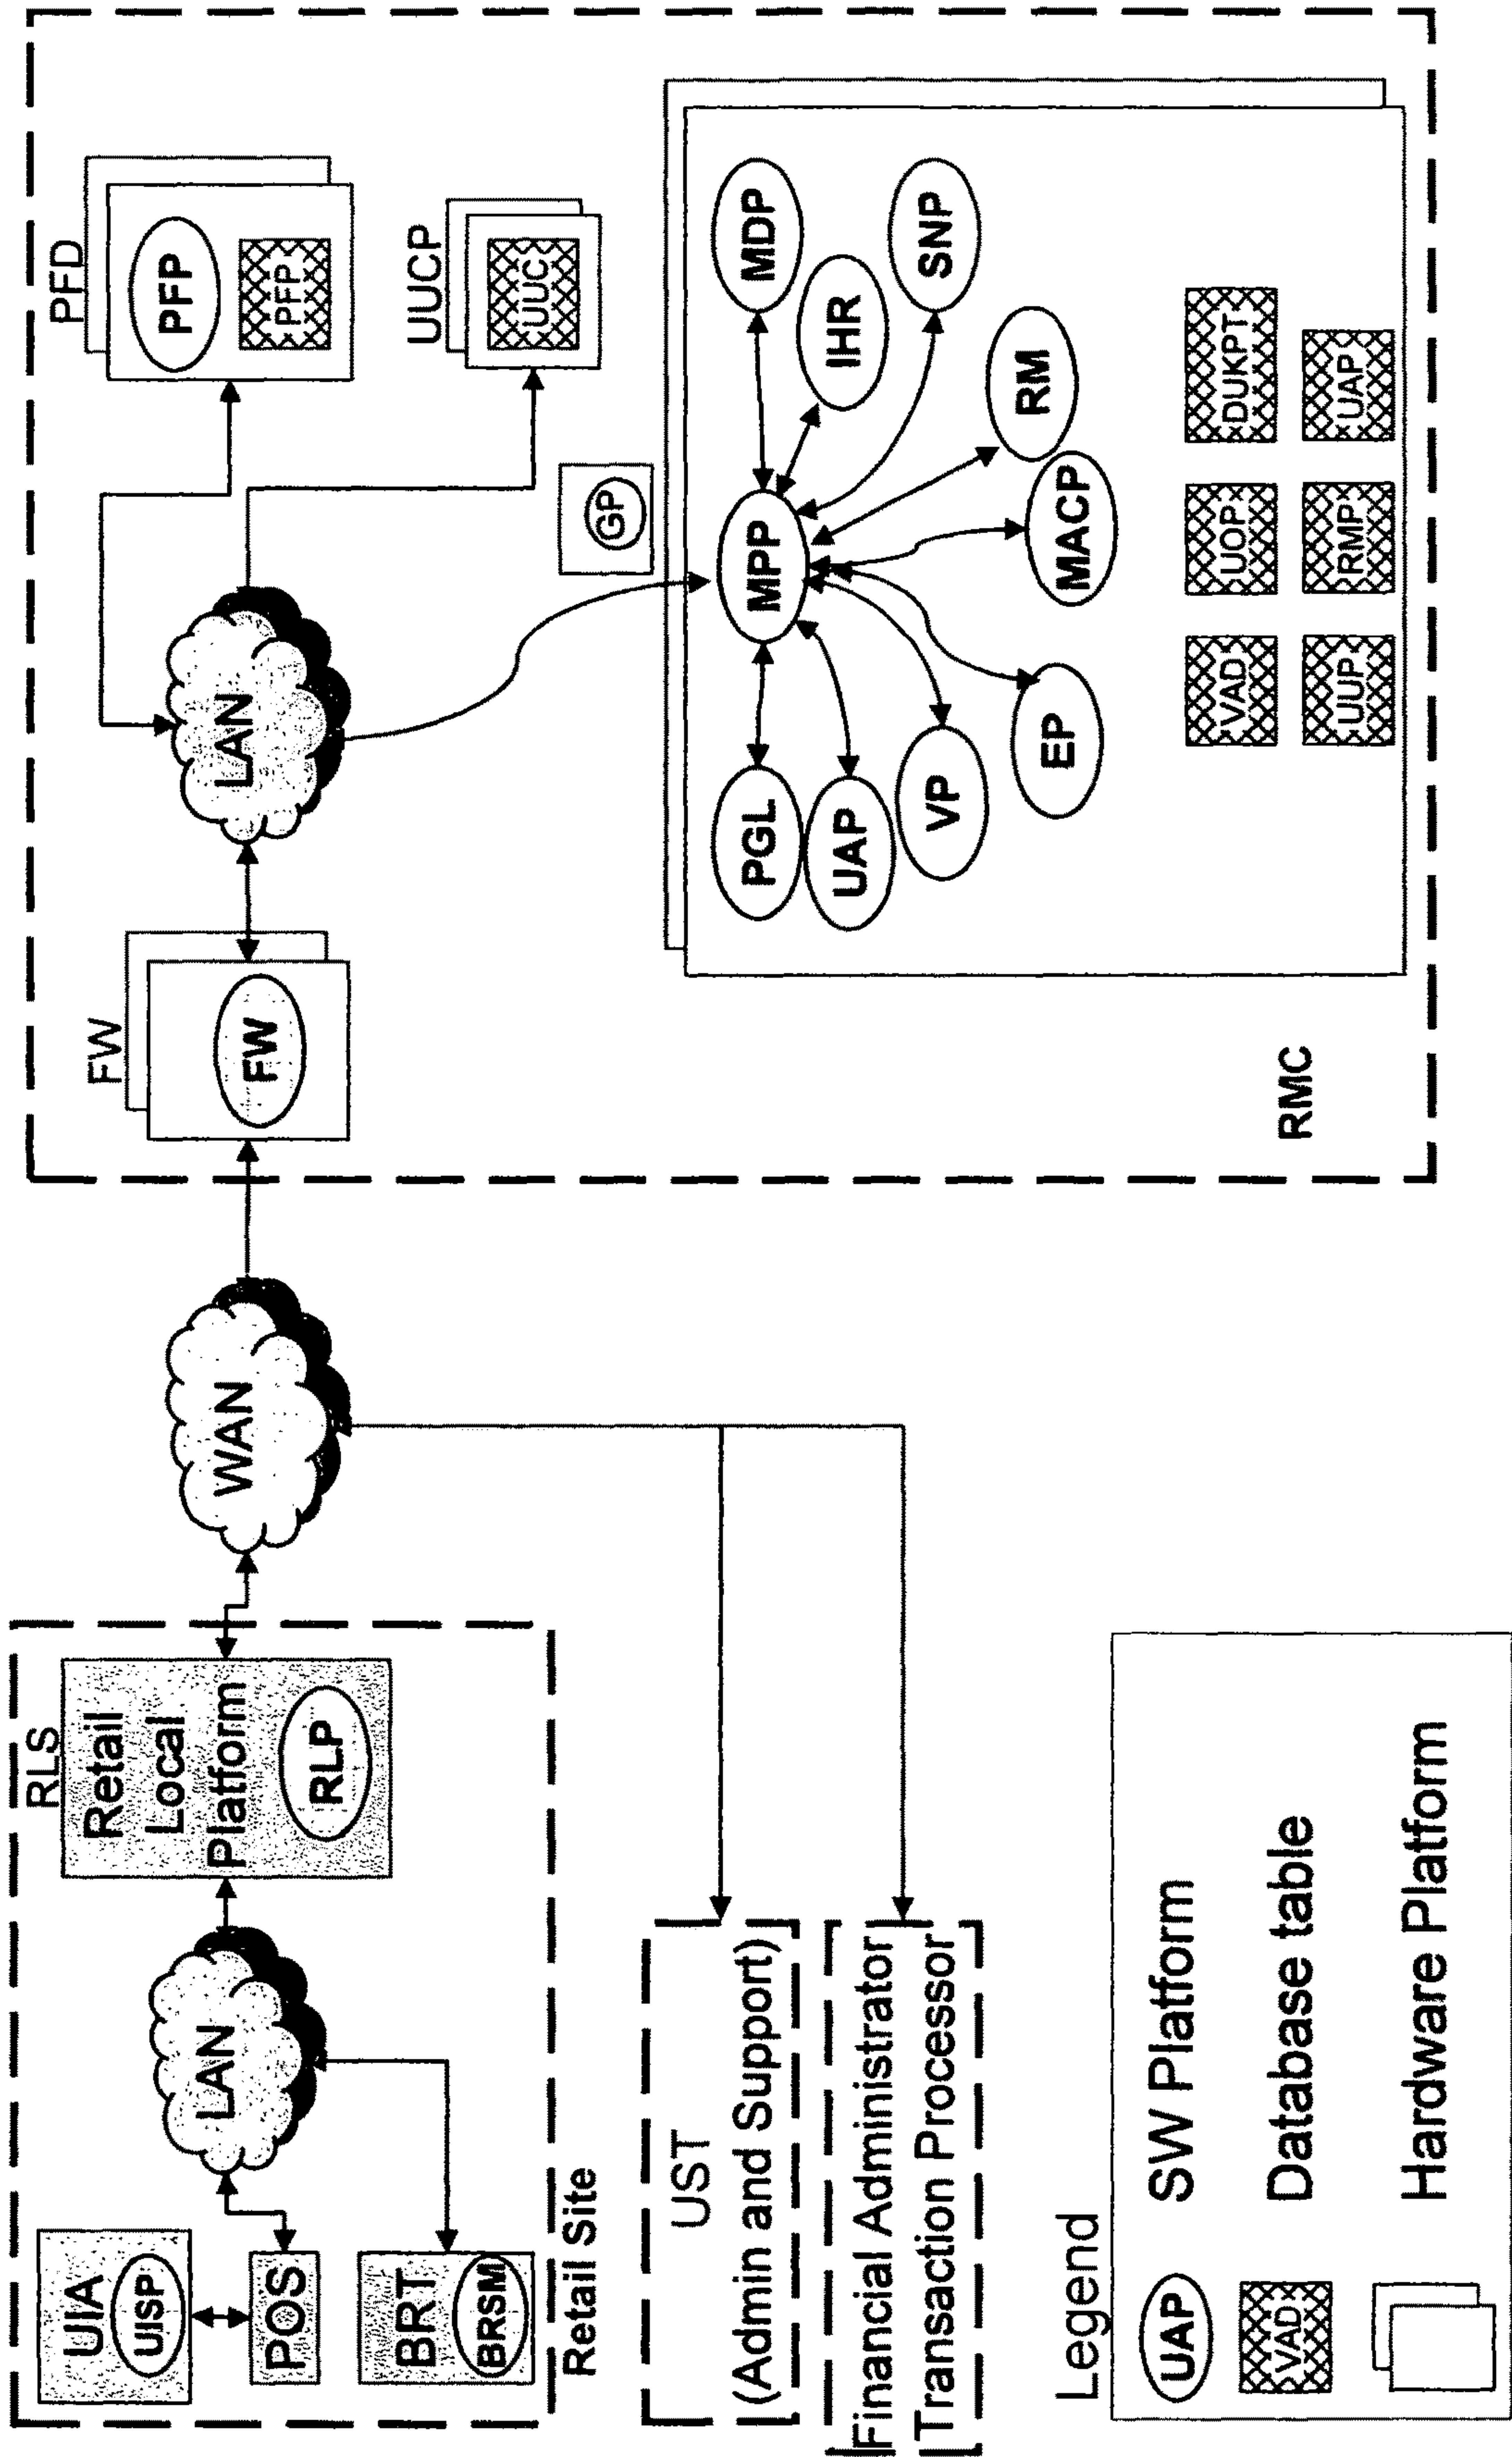 RLS
UIA
UISP
POS
BRT
BRSM
LAN
Retail
Local
Platform
RLP
Retail Site
WAN
UST
(Admin and Support)
Financial Administrator
Transaction Processor
FW
FW
LAN
PFD
PFP
PFP
UUCP
UUC
GP
MPP
MDP
IHR
SNP
RM
MACP
PGL
UAP
VP
EP
VAD
UOP
DUKPT
UUP
RMP
UAP
RMC
Legend
UAP SW Platform
VAD Database table
Hardware Platform